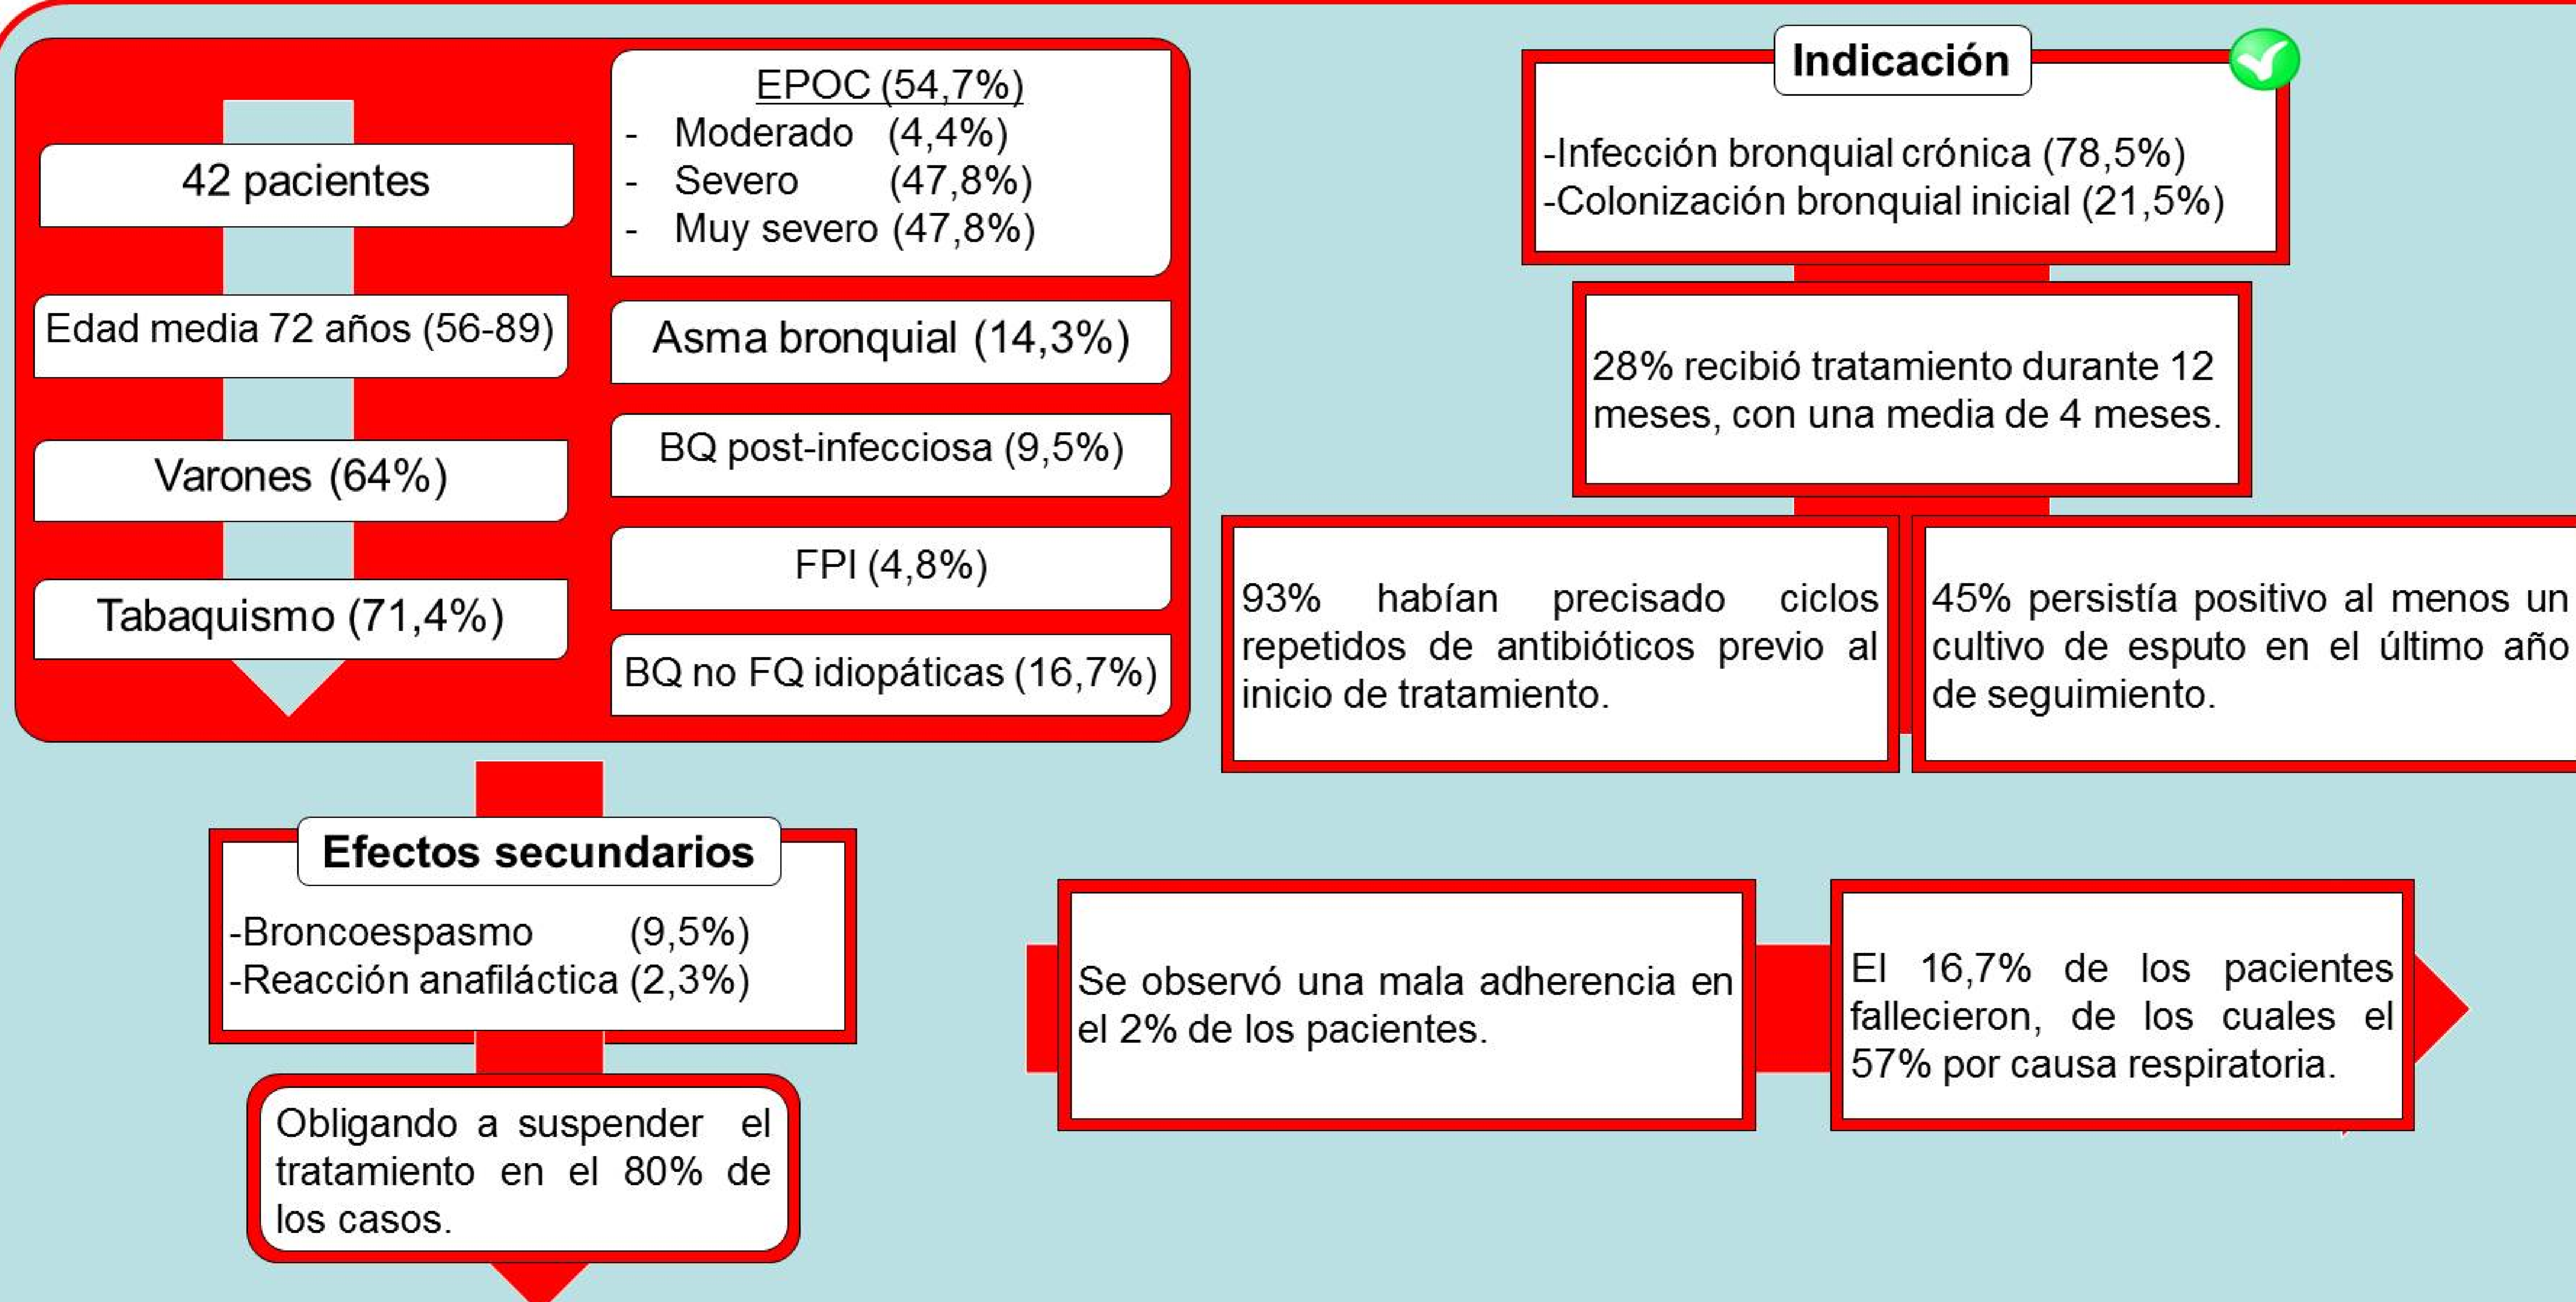 42 pacientes
Edad media 72 años (56-89)
Varones (64%)
Tabaquismo (71,4%)
EPOC (54,7%)
- Moderado (4,4%)
- Severo (47,8%)
- Muy severo (47,8%)
Asma bronquial (14,3%)
BQ post-infecciosa (9,5%)
FPI (4,8%)
BQ no FQ idiopáticas (16,7%)
Indicación
-Infección bronquial crónica (78,5%)
-Colonización bronquial inicial (21,5%)
28% recibió tratamiento durante 12
meses, con una media de 4 meses.
93% habían precisado ciclos
repetidos de antibióticos previo al
inicio de tratamiento.
45% persistía positivo al menos un
cultivo de esputo en el último año
de seguimiento.
Efectos secundarios
-Broncoespasmo (9,5%)
-Reacción anafiláctica (2,3%)
Obligando a suspender el
tratamiento en el 80% de
los casos.
Se observó una mala adherencia en
el 2% de los pacientes.
El 16,7% de los pacientes
fallecieron, de los cuales el
57% por causa respiratoria.